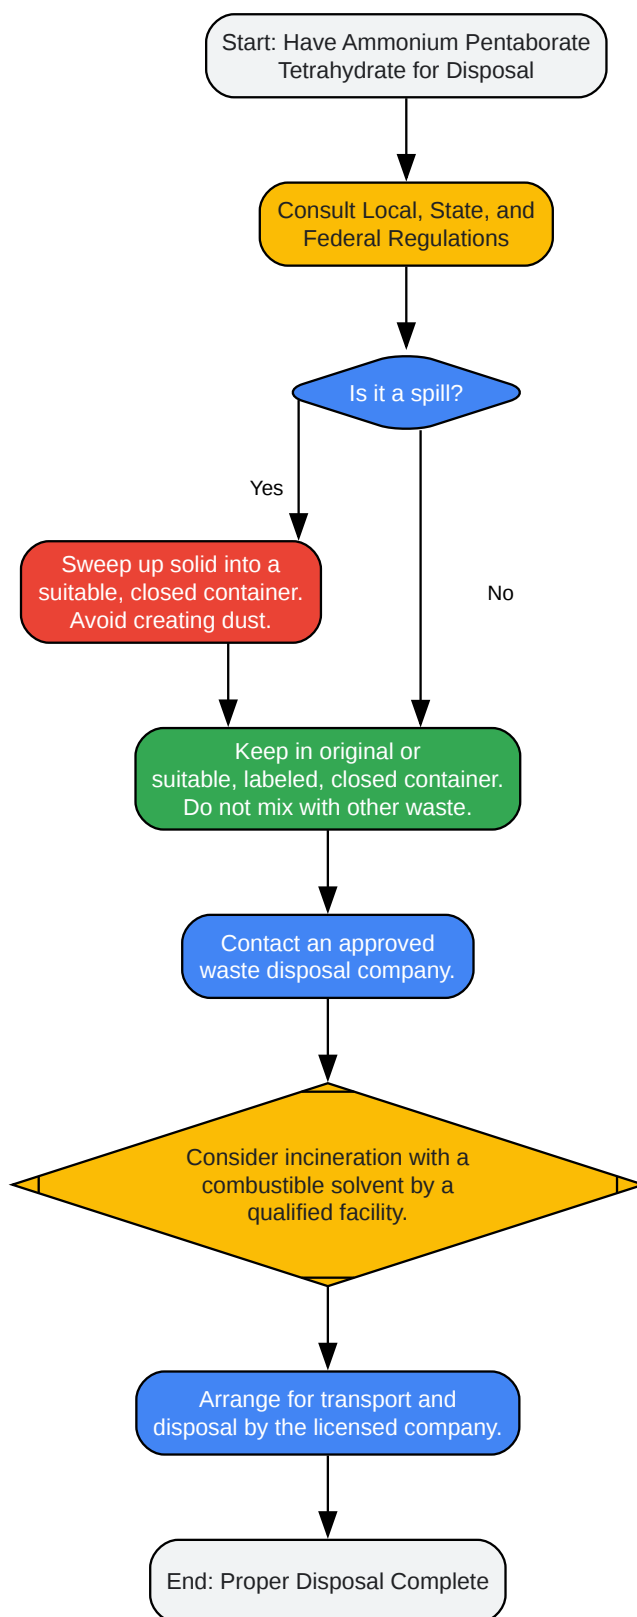 Start: Have Ammonium Pentaborate
Tetrahydrate for Disposal
Consult Local, State, and
Federal Regulations
Is it a spill?
Yes
Sweep up solid into a
suitable, closed container.
Avoid creating dust.
No
Keep in original or
suitable, labeled, closed container.
Do not mix with other waste.
Contact an approved
waste disposal company.
Consider incineration with a
combustible solvent by a
qualified facility.
Arrange for transport and
disposal by the licensed company.
End: Proper Disposal Complete